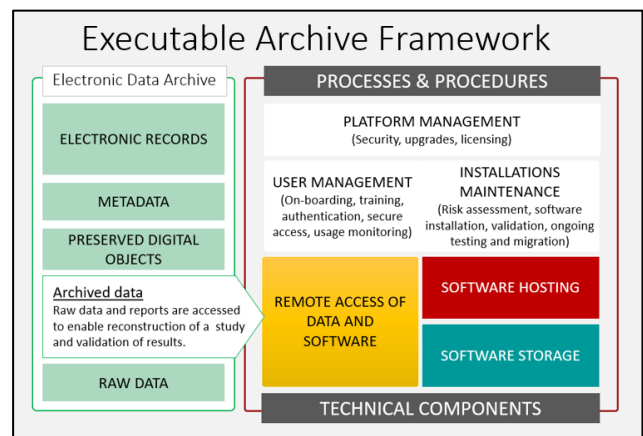 Executable Archive Framework
Electronic Data Archive
ELECTRONIC RECORDS
METADATA
PRESERVED DIGITAL
OBJECTS
Archived data
Raw data and reports are accessed
to enable reconstruction of a study
and validation of results.
RAW DATA
PROCESSES & PROCEDURES
PLATFORM MANAGEMENT
(Security, upgrades, licensing)
USER MANAGEMENT
(On-boarding, training,
authentication, secure
access, usage monitoring)
INSTALLATIONS
MAINTENANCE
(Risk assessment, software
installation, validation, ongoing
testing and migration)
REMOTE ACCESS OF
DATA AND
SOFTWARE
SOFTWARE HOSTING
SOFTWARE STORAGE
TECHNICAL COMPONENTS